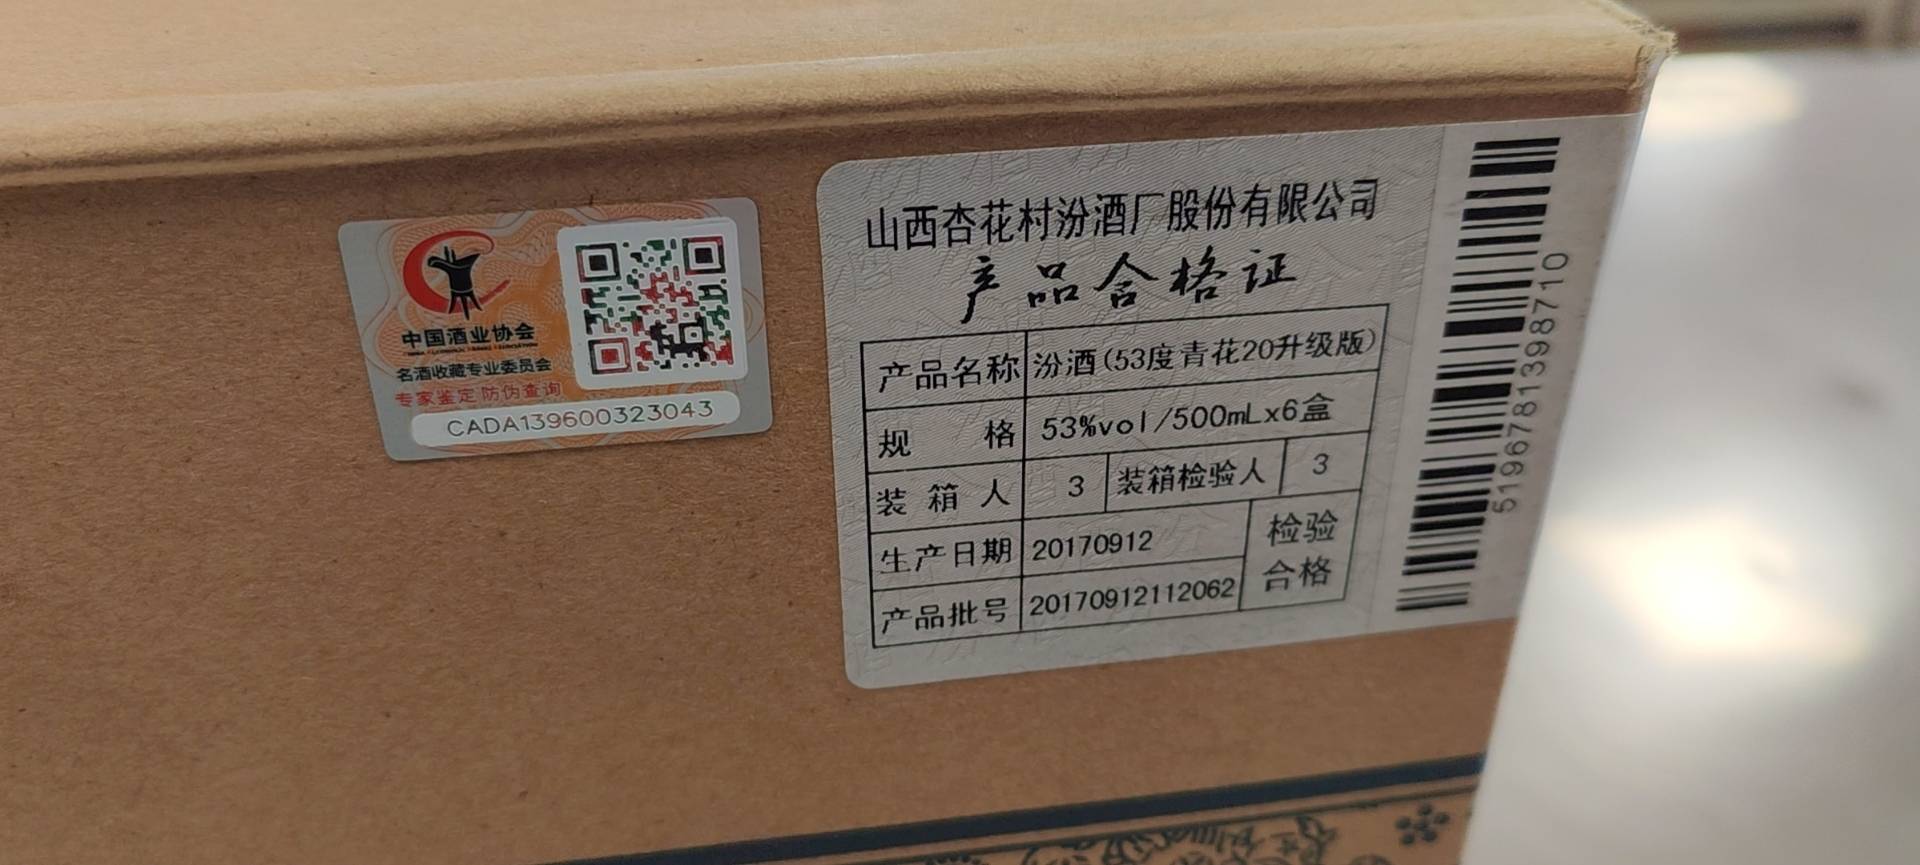 中国酒业协会
名酒收藏专业委员会
专家鉴定 防伪查询
CADA139600323043
山西杏花村汾酒厂股份有限公司
产品合格证
产品名称 汾酒(53度青花20升级版)
规 格 53%vol/500mLx6盒
装箱人 3 装箱检验人 3
生产日期 20170912
产品批号 20170912112062
检验
合格
5196781398710